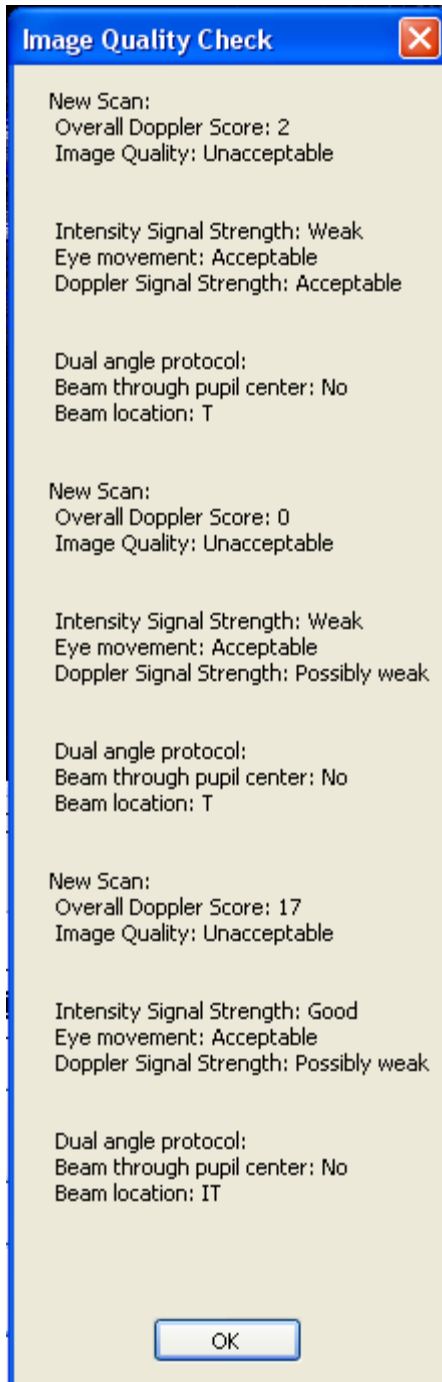 Image Quality Check
New Scan:
Overall Doppler Score: 2
Image Quality: Unacceptable
Intensity Signal Strength: Weak
Eye movement: Acceptable
Doppler Signal Strength: Acceptable
Dual angle protocol:
Beam through pupil center: No
Beam location: T
New Scan:
Overall Doppler Score: 0
Image Quality: Unacceptable
Intensity Signal Strength: Weak
Eye movement: Acceptable
Doppler Signal Strength: Possibly weak
Dual angle protocol:
Beam through pupil center: No
Beam location: T
New Scan:
Overall Doppler Score: 17
Image Quality: Unacceptable
Intensity Signal Strength: Good
Eye movement: Acceptable
Doppler Signal Strength: Possibly weak
Dual angle protocol:
Beam through pupil center: No
Beam location: IT
OK